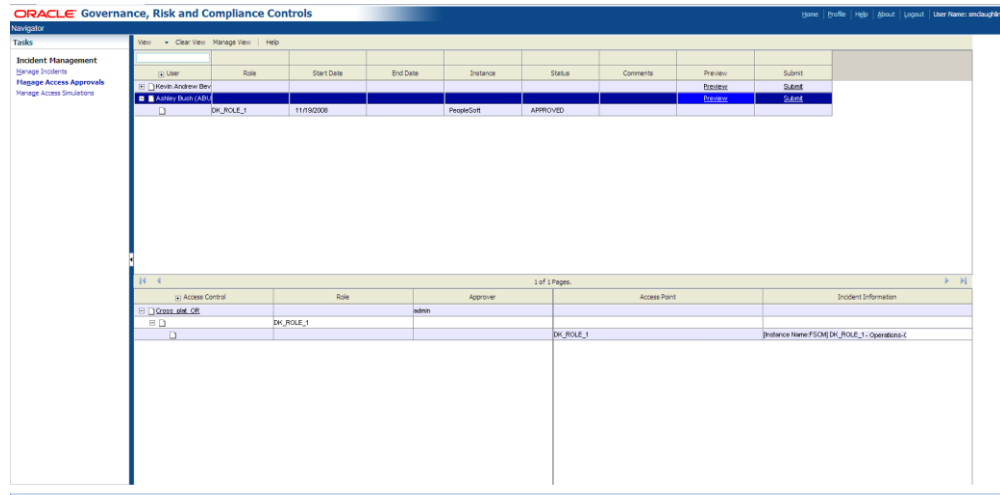 ORACLE Governance, Risk and Compliance Controls
Home Profile Help About Logout User Name: smclaughlin
Navigator
Tasks
View Clear View Manage View Help
Incident Management
Manage Incidents
Manage Access Approvals
Manage Access Simulations
User Role Start Date End Date Instance Status Comments Preview Submit
Kevin Andrew Bev Preview Submit
Ashley Bush (ABU Preview Submit
DK_ROLE_1 11/19/2008 PeopleSoft APPROVED
1 of 1 Pages.
Access Control Role Approver Access Point Incident Information
Cross_plat_CR admin
DK_ROLE_1
DK_ROLE_1 [Instance Name:FSCM] DK_ROLE_1 - Operations-